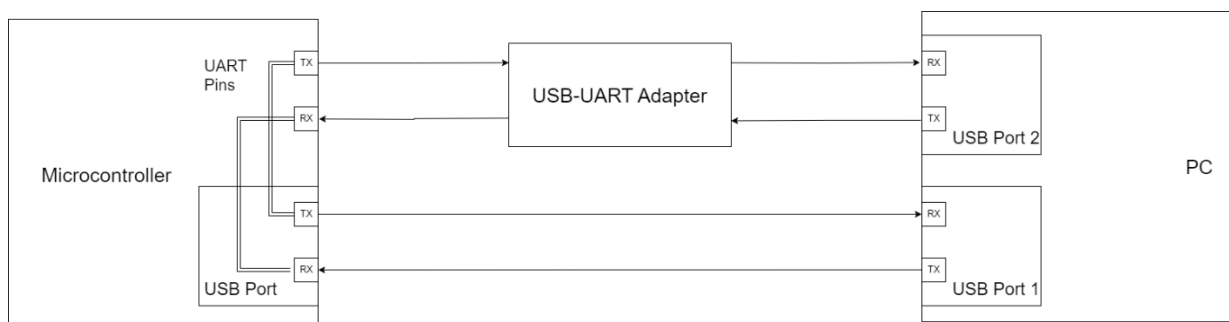 UART
Pins
TX
RX
Microcontroller
TX
RX
USB Port
USB-UART Adapter
RX
TX
USB Port 2
PC
RX
TX
USB Port 1